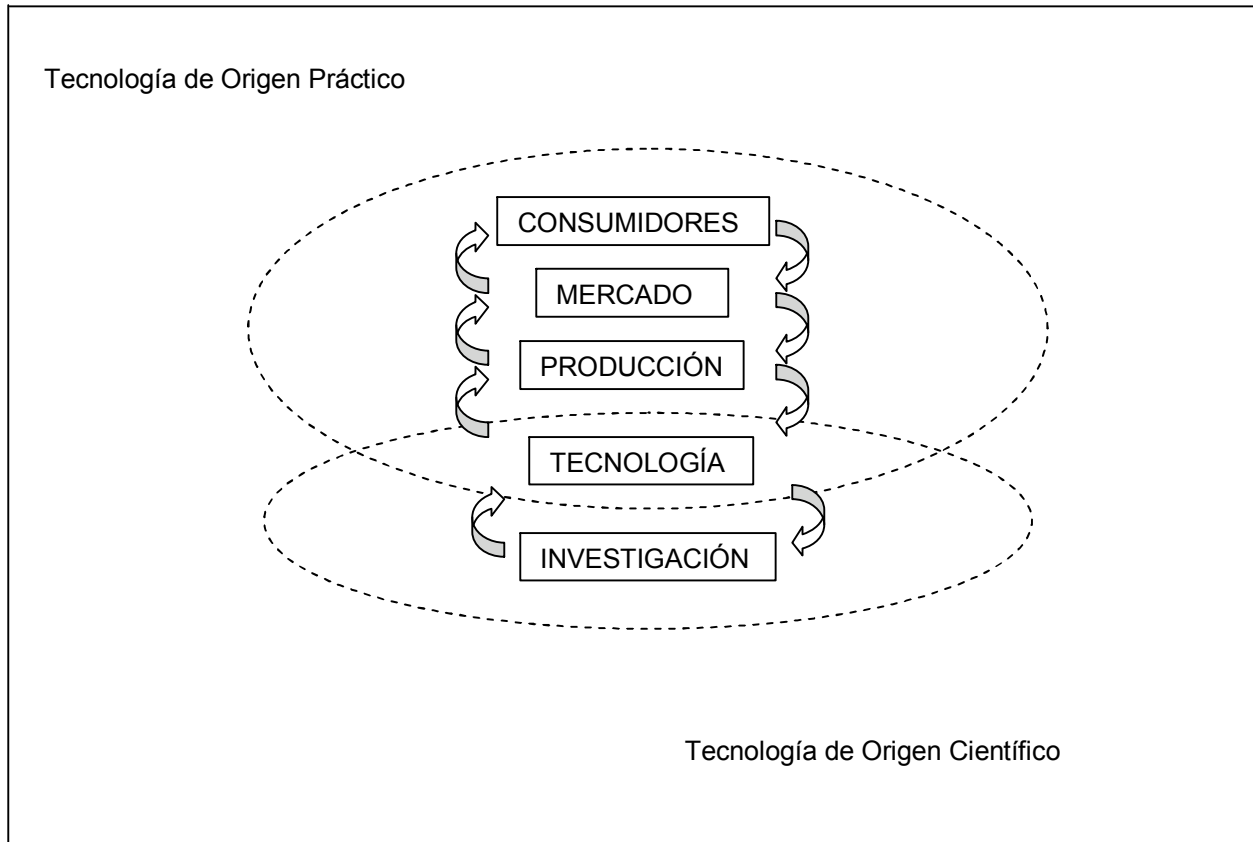 Tecnología de Origen Práctico
CONSUMIDORES
MERCADO
PRODUCCIÓN
TECNOLOGÍA
INVESTIGACIÓN
Tecnología de Origen Científico